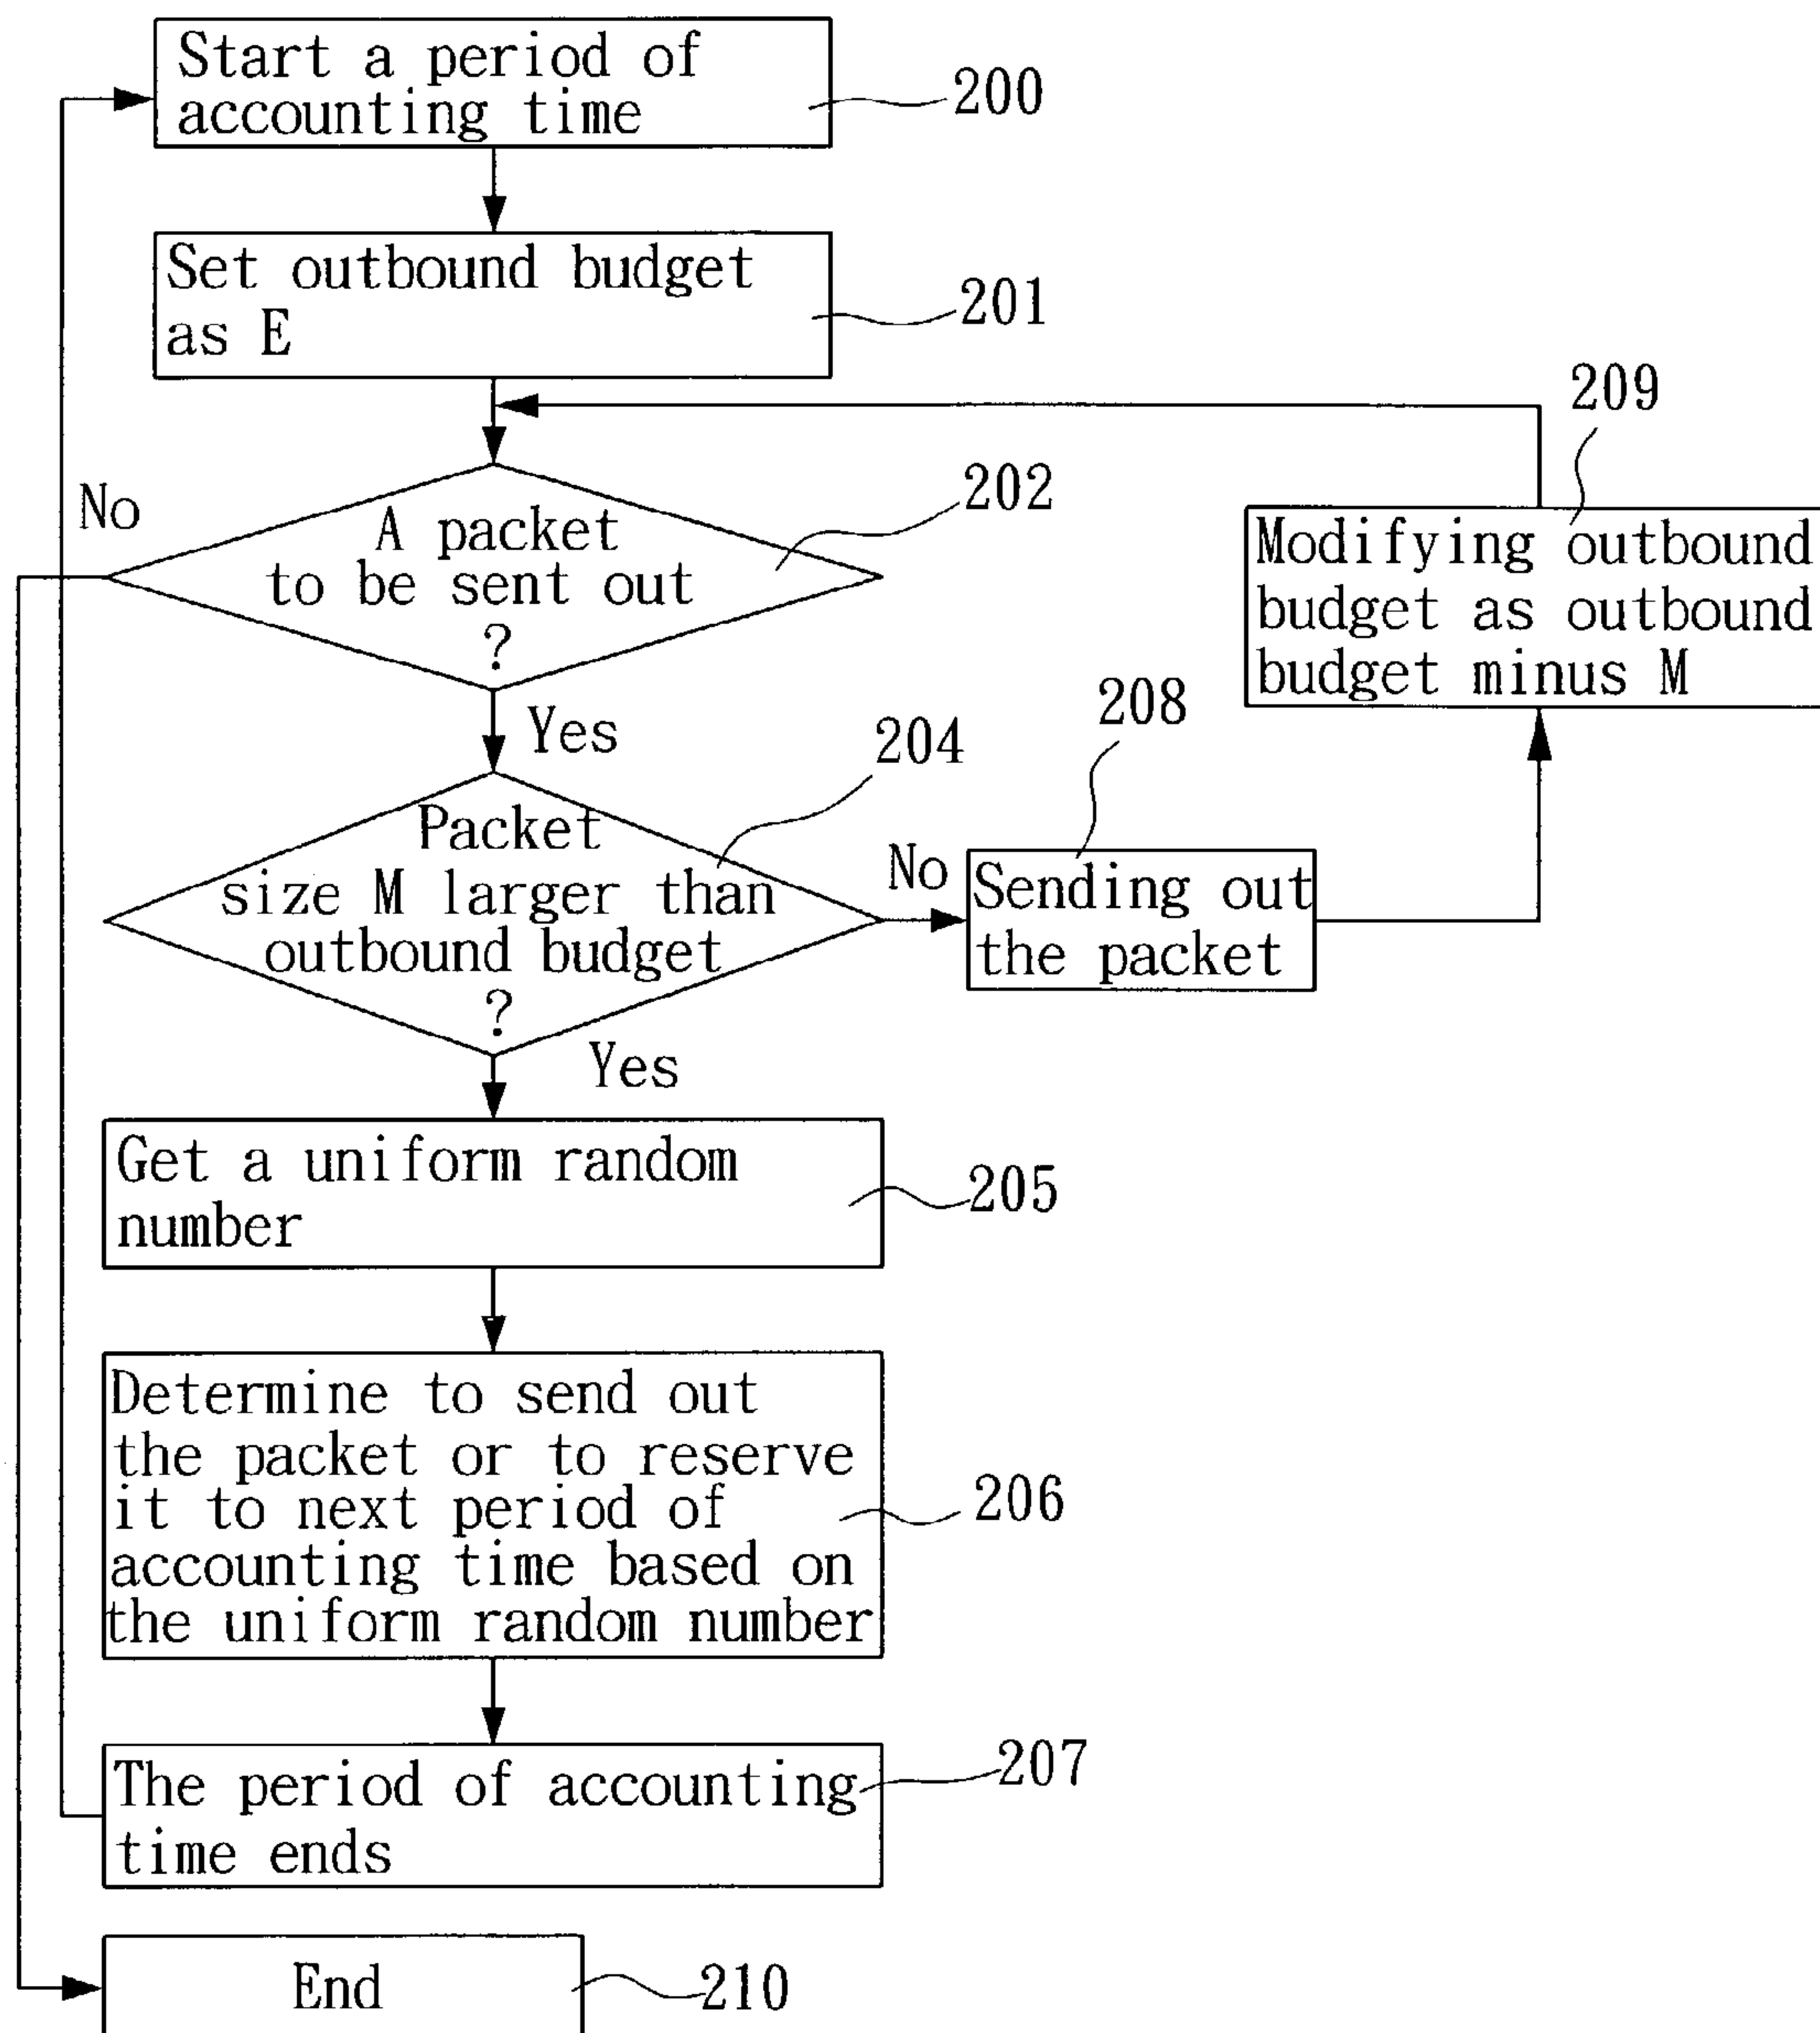 Start a period of
accounting time
200
Set outbound budget
as E
201
209
No
202
A packet
to be sent out
?
Modifying outbound
budget as outbound
budget minus M
Yes
204
208
Packet
size M larger than
outbound budget
?
No
Sending out
the packet
Yes
Get a uniform random
number
205
Determine to send out
the packet or to reserve
it to next period of
accounting time based on
the uniform random number
206
The period of accounting
time ends
207
End
210